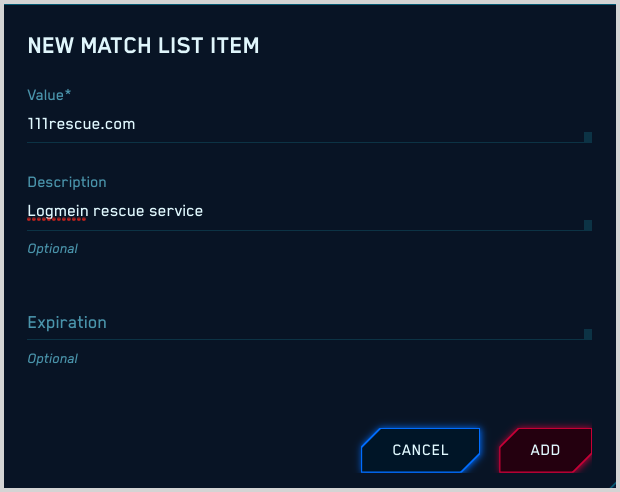 NEW MATCH LIST ITEM
Value*
111rescue.com
Description
Logmein rescue service
Optional
Expiration
Optional
CANCEL
ADD